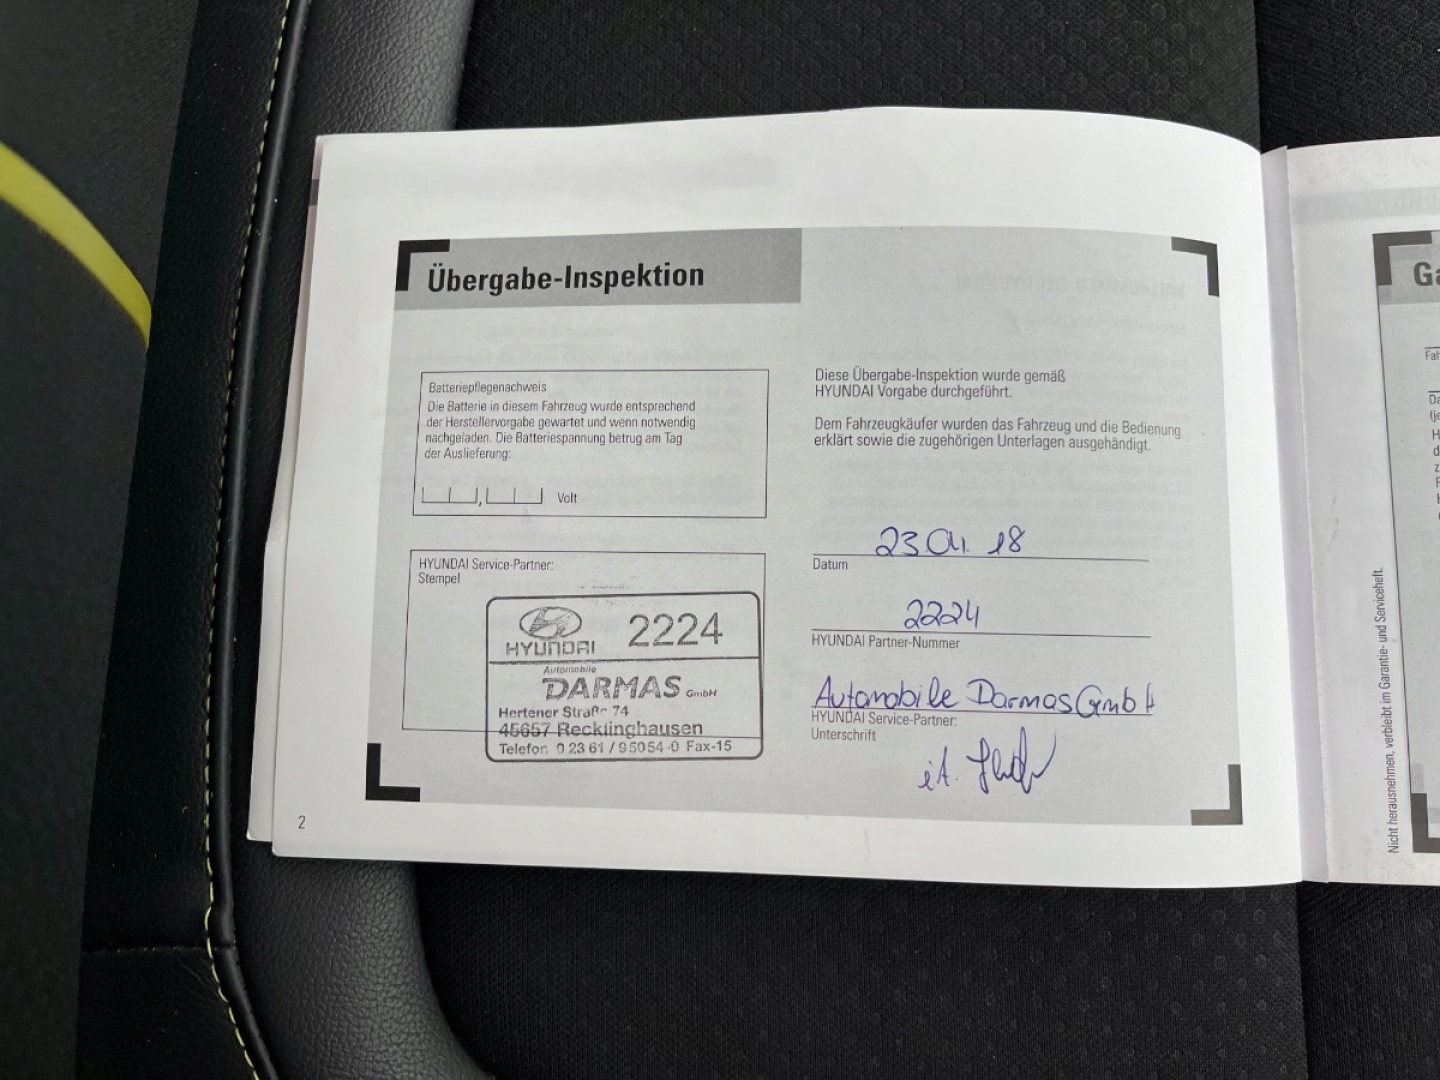 Übergabe-Inspektion
Batteriepflegenachweis
Die Batterie in diesem Fahrzeug wurde entsprechend
der Herstellervorgabe gewartet und wenn notwendig
nachgeladen. Die Batteriespannung betrug am Tag
der Auslieferung:
, Volt
HYUNDAI Service-Partner:
Stempel
HYUNDAI 2224
Automobile
DARMAS GmbH
Hertener Straße 74
45657 Recklinghausen
Telefon 0 23 61 / 9 50 54-0 Fax-15
Diese Übergabe-Inspektion wurde gemäß
HYUNDAI Vorgabe durchgeführt.
Dem Fahrzeugkäufer wurden das Fahrzeug und die Bedienung
erklärt sowie die zugehörigen Unterlagen ausgehändigt.
23.04.18
Datum
2224
HYUNDAI Partner-Nummer
Automobile Darmas GmbH
HYUNDAI Service-Partner:
Unterschrift
2
Nicht herausnehmen, verbleibt im Garantie- und Serviceheft.